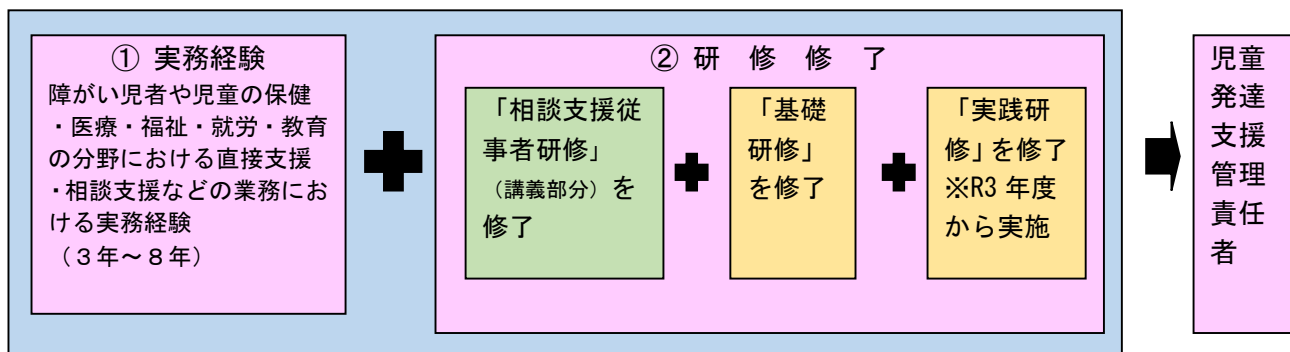 ① 実務経験
障がい児者や児童の保健
・医療・福祉・就労・教育
の分野における直接支援
・相談支援などの業務にお
ける実務経験
（３年～８年）
② 研 修 修 了
「相談支援従
事者研修」
（講義部分）を
修了
「基礎
研修」
を修了
「実践研
修」を修了
※R3 年度
から実施
児童
発達
支援
管理
責任
者